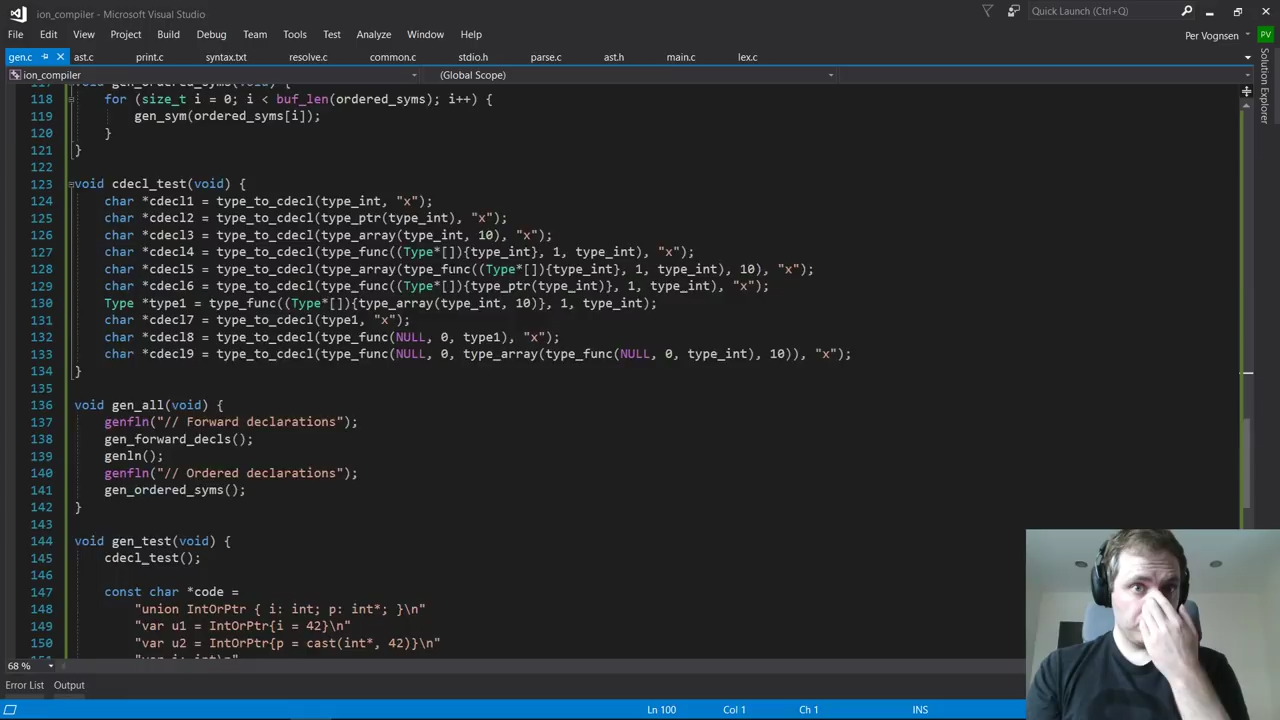 ion_compiler - Microsoft Visual Studio
Quick Launch (Ctrl+Q)
File Edit View Project Build Debug Team Tools Test Analyze Window Help
Per Vognsen
PV
gen.c ast.c print.c syntax.txt resolve.c common.c stdio.h parse.c ast.h main.c lex.c
ion_compiler
(Global Scope)
Solution Explorer
117 void gen_ordered_syms(void) {
118 for (size_t i = 0; i < buf_len(ordered_syms); i++) {
119 gen_sym(ordered_syms[i]);
120 }
121 }
122
123 void cdecl_test(void) {
124 char *cdecl1 = type_to_cdecl(type_int, "x");
125 char *cdecl2 = type_to_cdecl(type_ptr(type_int), "x");
126 char *cdecl3 = type_to_cdecl(type_array(type_int, 10), "x");
127 char *cdecl4 = type_to_cdecl(type_func((Type*[]){type_int}, 1, type_int), "x");
128 char *cdecl5 = type_to_cdecl(type_array(type_func((Type*[]){type_int}, 1, type_int), 10), "x");
129 char *cdecl6 = type_to_cdecl(type_func((Type*[]){type_ptr(type_int)}, 1, type_int), "x");
130 Type *type1 = type_func((Type*[]){type_array(type_int, 10)}, 1, type_int);
131 char *cdecl7 = type_to_cdecl(type1, "x");
132 char *cdecl8 = type_to_cdecl(type_func(NULL, 0, type1), "x");
133 char *cdecl9 = type_to_cdecl(type_func(NULL, 0, type_array(type_func(NULL, 0, type_int), 10)), "x");
134 }
135
136 void gen_all(void) {
137 genfln("// Forward declarations");
138 gen_forward_decls();
139 genln();
140 genfln("// Ordered declarations");
141 gen_ordered_syms();
142 }
143
144 void gen_test(void) {
145 cdecl_test();
146
147 const char *code =
148 "union IntOrPtr { i: int; p: int*; }\n"
149 "var u1 = IntOrPtr{i = 42}\n"
150 "var u2 = IntOrPtr{p = cast(int*, 42)}\n"
151 "var i: int\n"
68 %
Error List Output
Ln 100 Col 1 Ch 1 INS